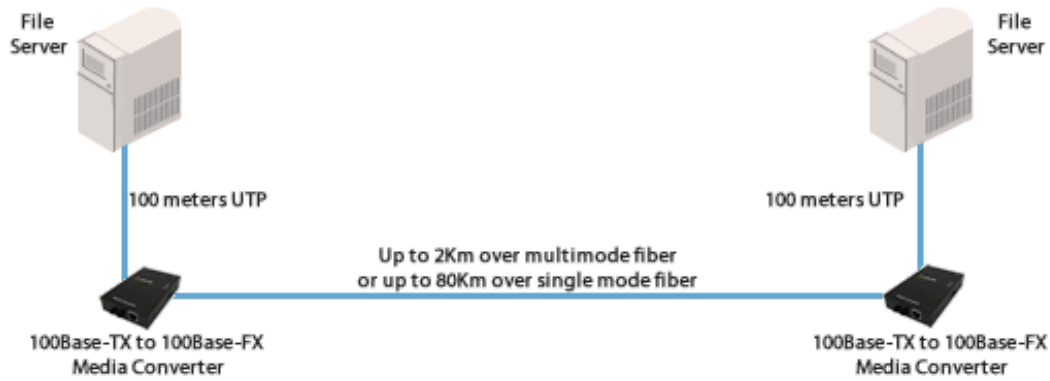 File
Server
File
Server
100 meters UTP
100 meters UTP
Up to 2Km over multimode fiber
or up to 80Km over single mode fiber
100Base-TX to 100Base-FX
Media Converter
100Base-TX to 100Base-FX
Media Converter